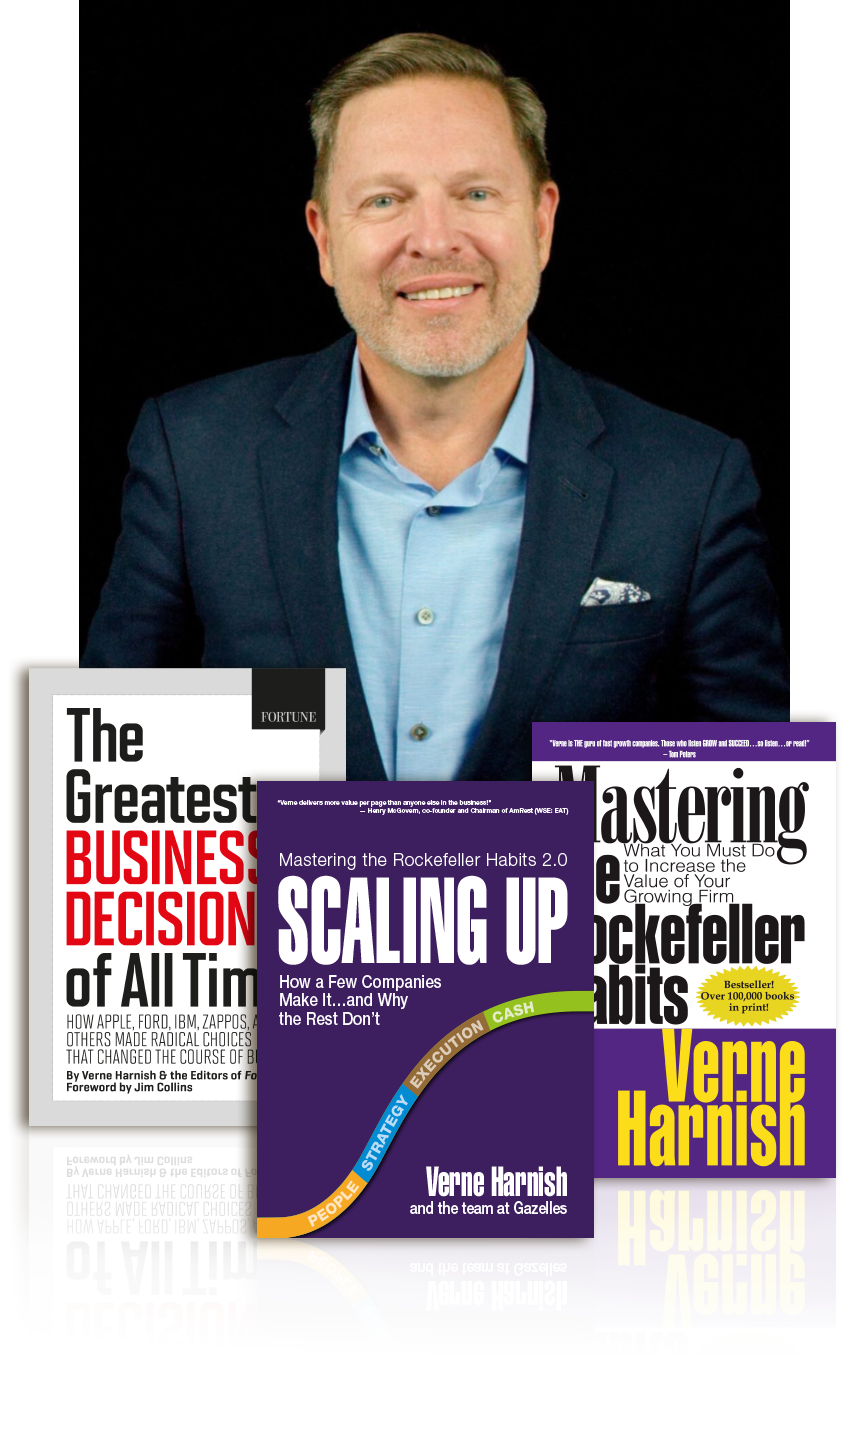 FORTUNE
The
Greatest
BUSINESS
DECISION
of All Tim
HOW APPLE, FORD, IBM, ZAPPOS, A
OTHERS MADE RADICAL CHOICES
THAT CHANGED THE COURSE OF B
By Verne Harnish & the Editors of Fo
Foreword by Jim Collins
"Verne delivers more value per page than anyone else in the business!"
— Henry McGovern, co-founder and Chairman of AmRest (WSE: EAT)
Mastering the Rockefeller Habits 2.0
SCALING UP
How a Few Companies
Make It...and Why
the Rest Don't
PEOPLE STRATEGY EXECUTION CASH
Verne Harnish
and the team at Gazelles
"Verne is THE guru of fast growth companies. Those who listen GROW and SUCCEED...so listen...or read!"
— Tom Peters
Mastering
e
What You Must Do
to Increase the
Value of Your
Growing Firm
ockefeller
abits
Bestseller!
Over 100,000 books
in print!
Verne
Harnish